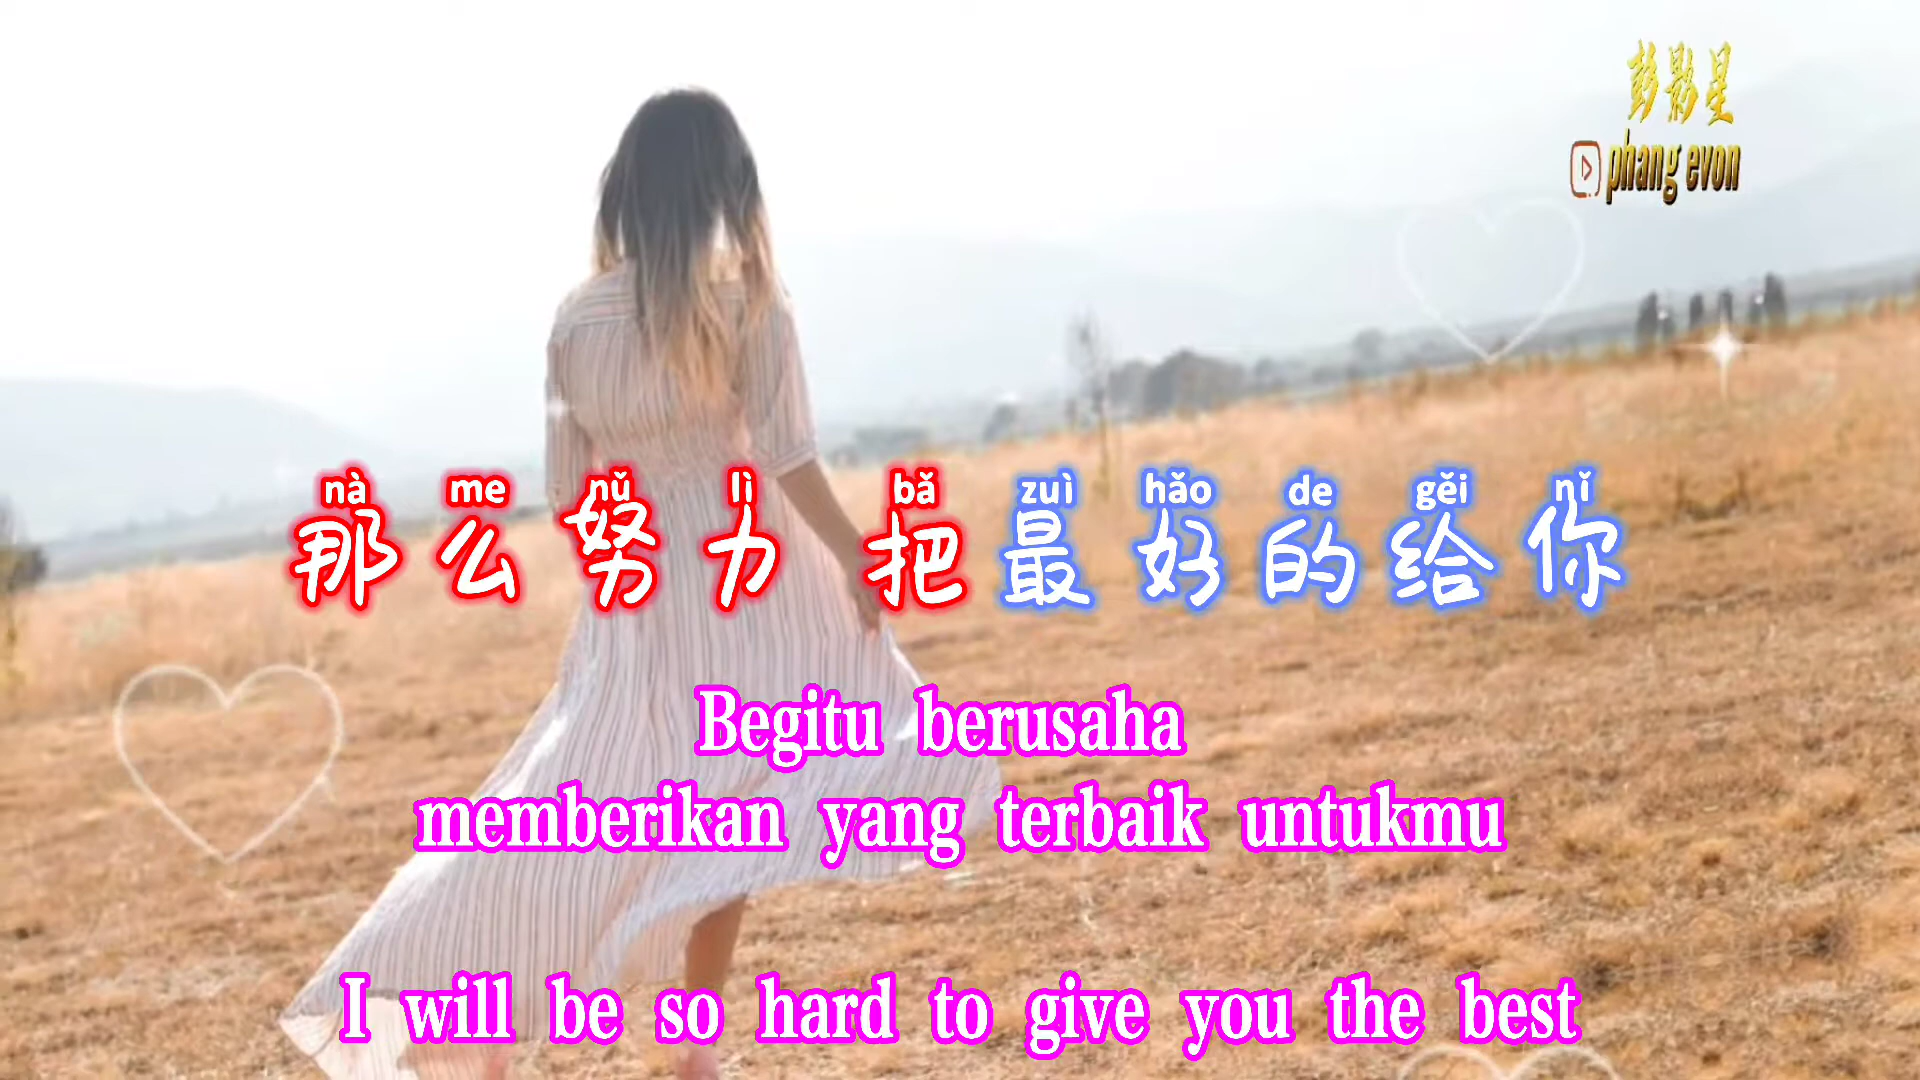 彭影星
phang evon
nà me nǔ lì bǎ zuì hǎo de gěi nǐ
那么努力 把最好的给你
Begitu berusaha
memberikan yang terbaik untukmu
I will be so hard to give you the best